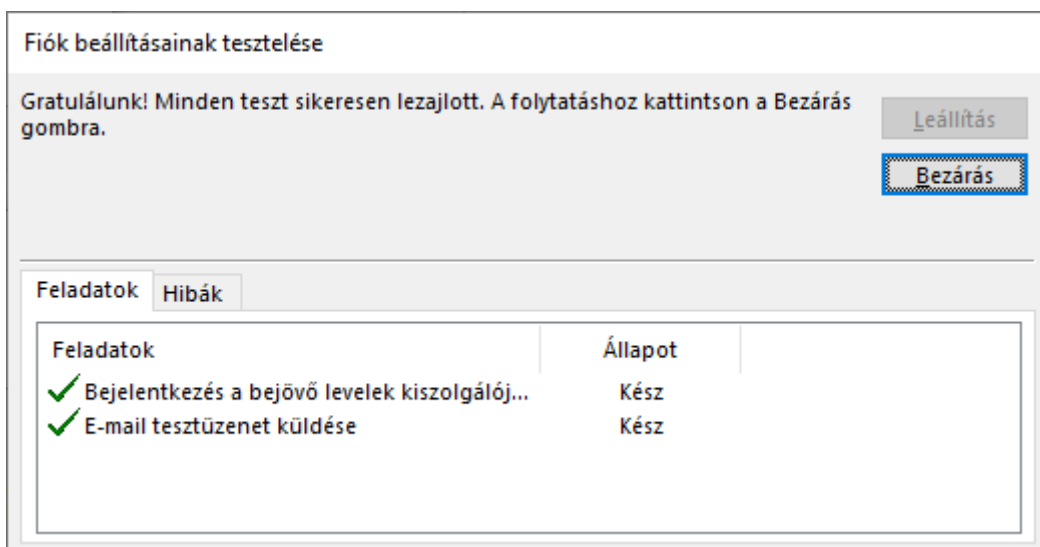 Fiók beállításainak tesztelése
Gratulálunk! Minden teszt sikeresen lezajlott. A folytatáshoz kattintson a Bezárás
gombra.
Leállítás
Bezárás
Feladatok Hibák
Feladatok Állapot
Bejelentkezés a bejövő levelek kiszolgálój... Kész
E-mail tesztüzenet küldése Kész